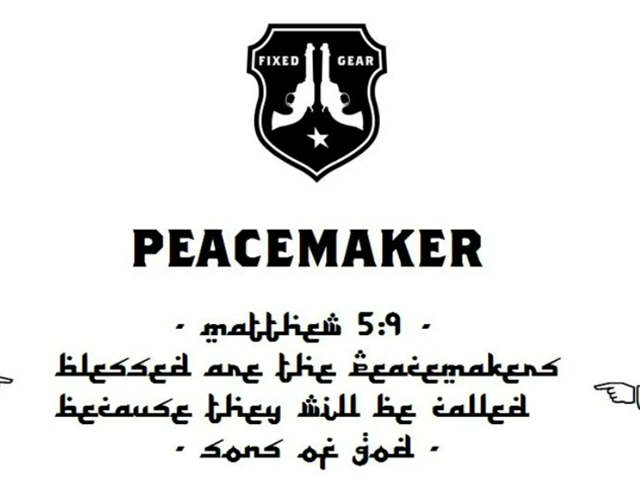 FIXED GEAR
PEACEMAKER
- matthew 5:9 -
blessed are the peacemakers
because they will be called
- sons of god -